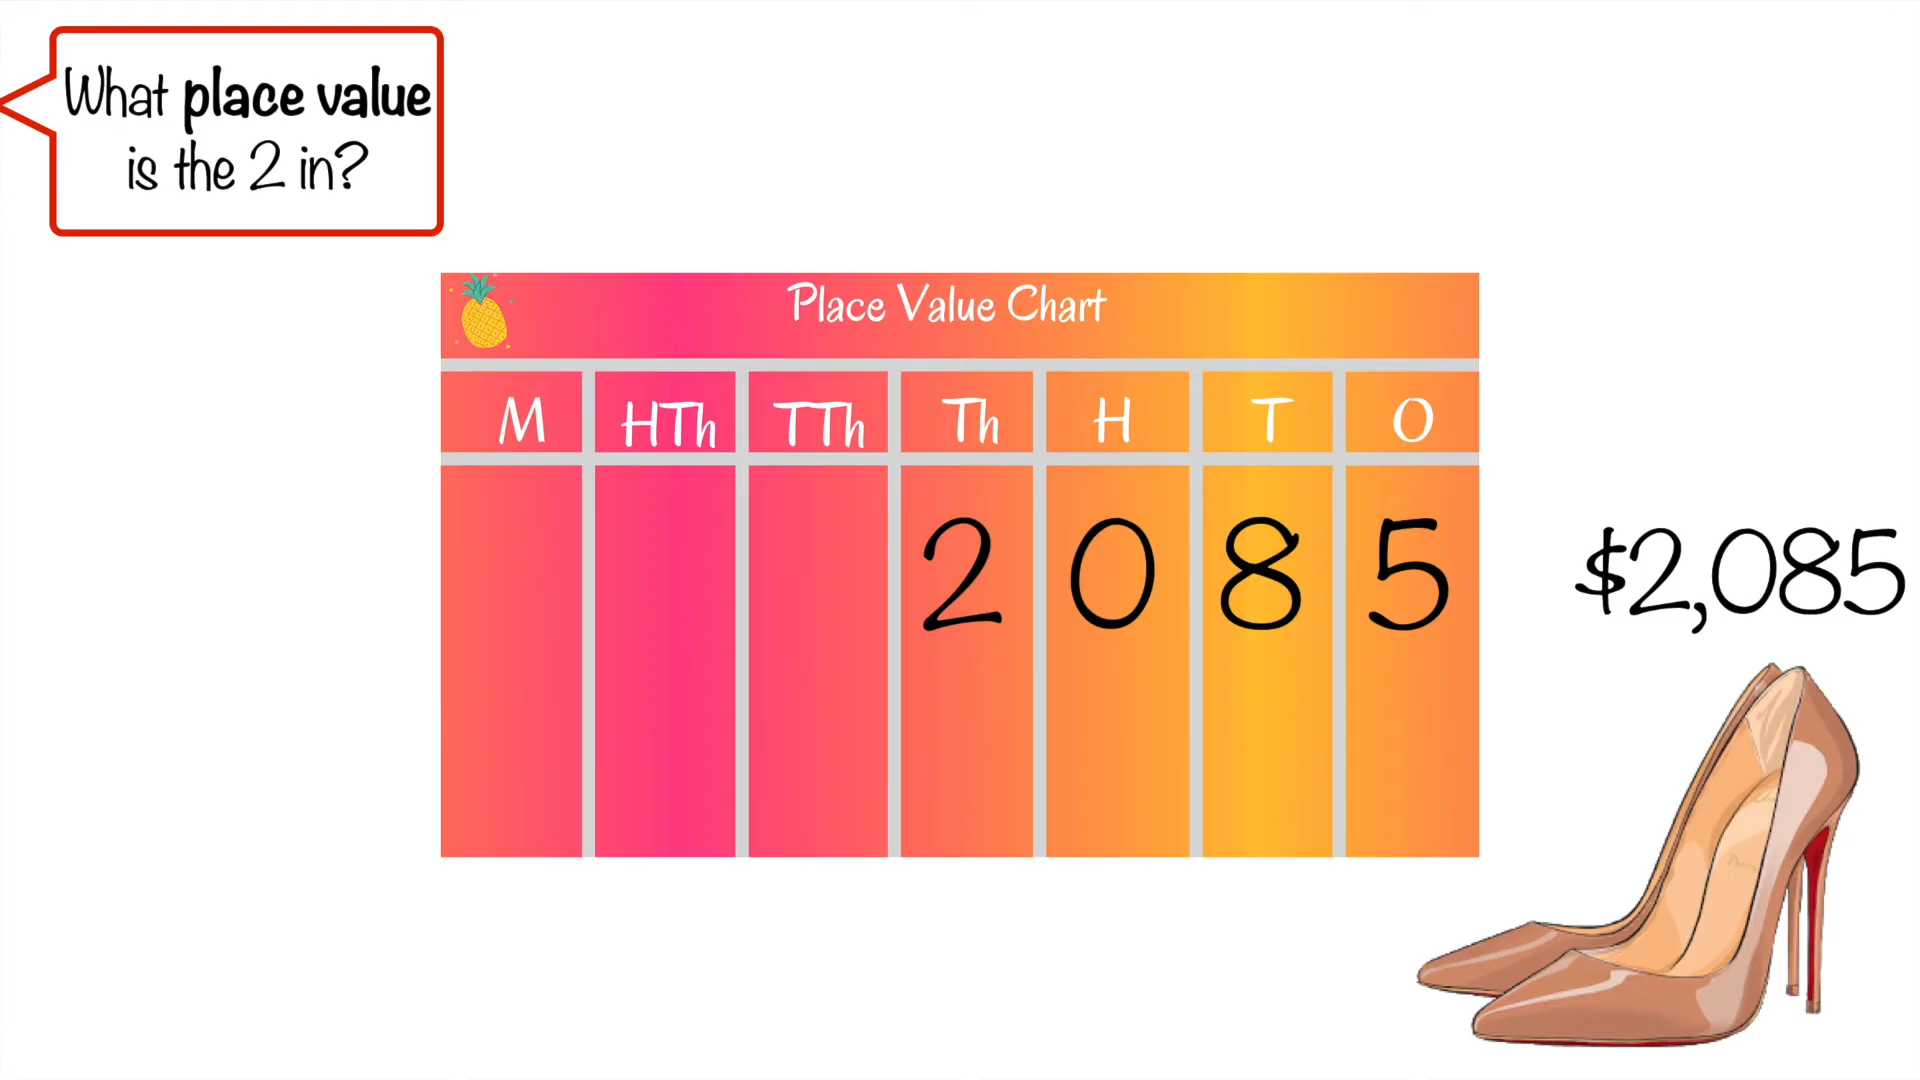 What place value
is the 2 in?
Place Value Chart
M HTh TTh Th H T O
2 0 8 5
$2,085